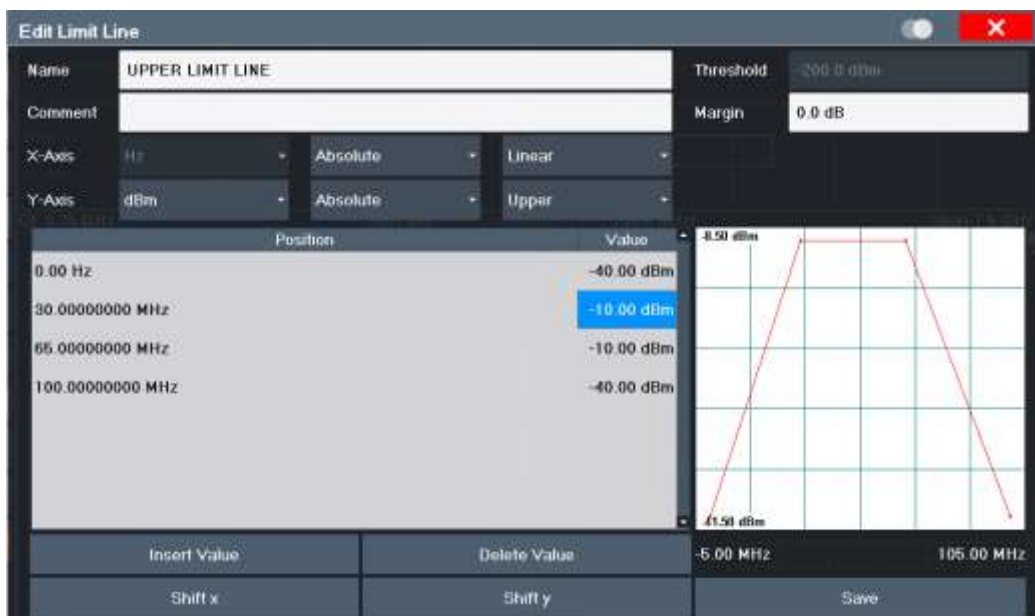 Edit Limit Line
Name UPPER LIMIT LINE Threshold -200.0 dBm
Comment Margin 0.0 dB
X-Axis Hz Absolute Linear
Y-Axis dBm Absolute Upper
Position Value
0.00 Hz -40.00 dBm
30.00000000 MHz -10.00 dBm
65.00000000 MHz -10.00 dBm
100.00000000 MHz -40.00 dBm
-8.50 dBm
-41.50 dBm
-5.00 MHz 105.00 MHz
Insert Value Delete Value
Shift x Shift y Save